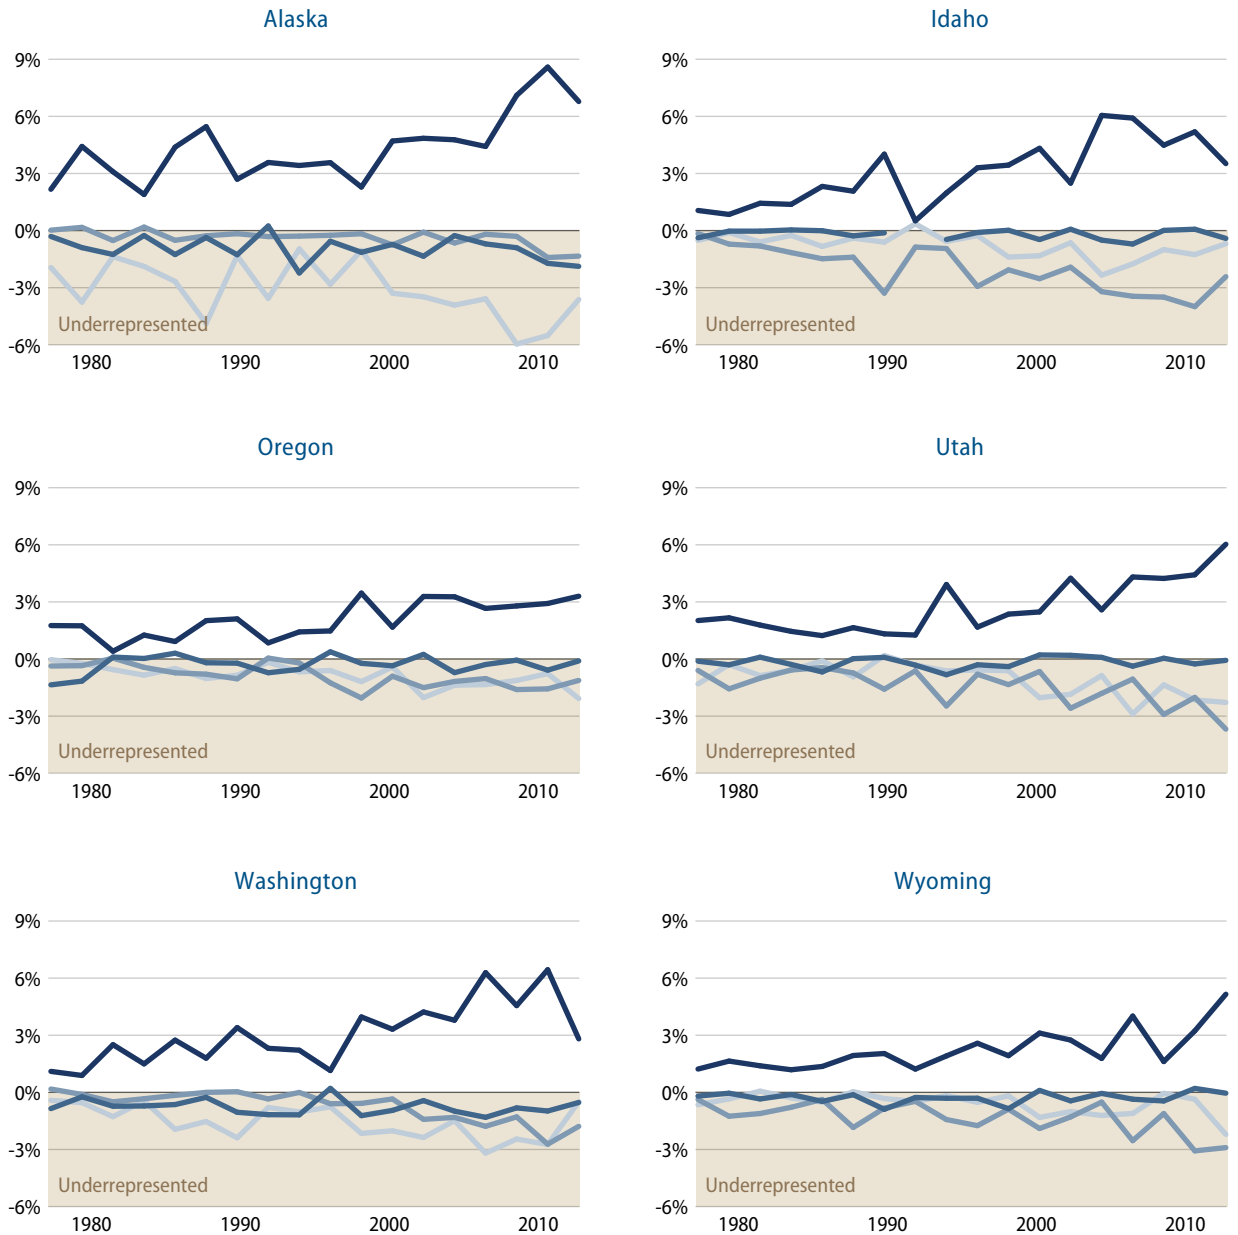 Alaska
9%
6%
3%
0%
-3%
-6%
Underrepresented
1980 1990 2000 2010
Idaho
9%
6%
3%
0%
-3%
-6%
Underrepresented
1980 1990 2000 2010
Oregon
9%
6%
3%
0%
-3%
-6%
Underrepresented
1980 1990 2000 2010
Utah
9%
6%
3%
0%
-3%
-6%
Underrepresented
1980 1990 2000 2010
Washington
9%
6%
3%
0%
-3%
-6%
Underrepresented
1980 1990 2000 2010
Wyoming
9%
6%
3%
0%
-3%
-6%
Underrepresented
1980 1990 2000 2010